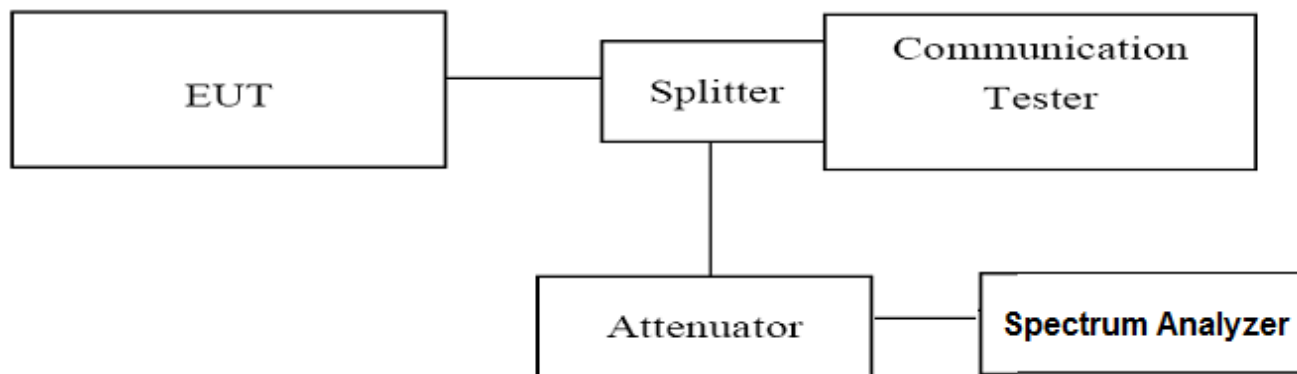 EUT
Splitter
Communication
Tester
Attenuator
Spectrum Analyzer